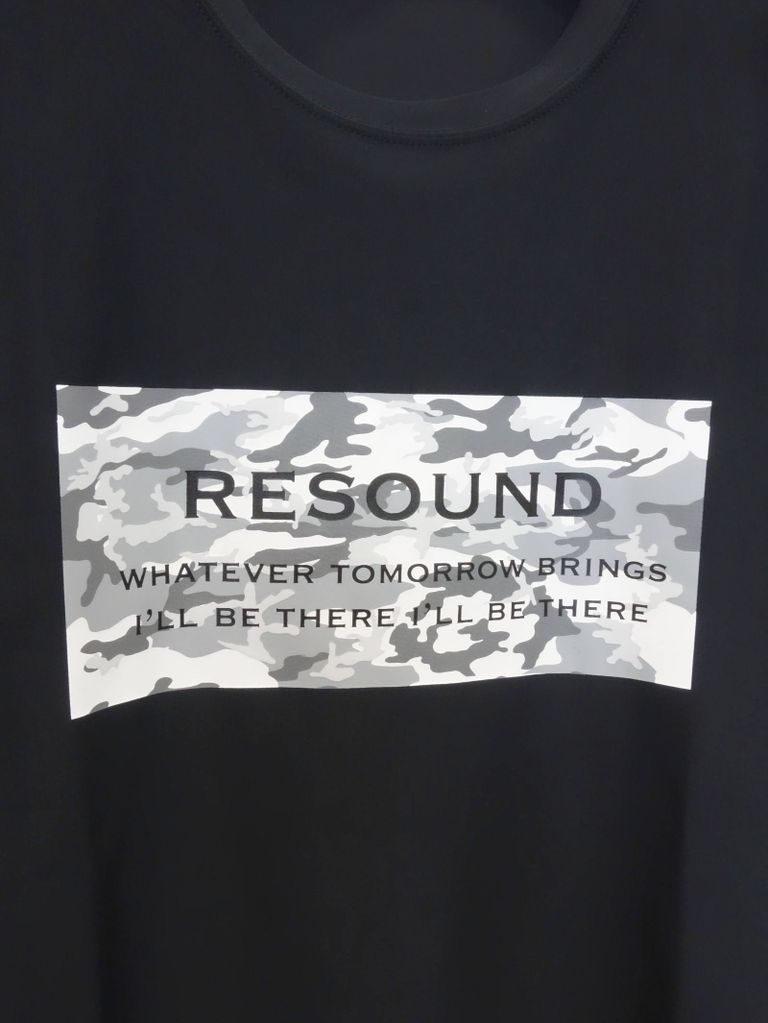 RESOUND
WHATEVER TOMORROW BRINGS
I'LL BE THERE I'LL BE THERE